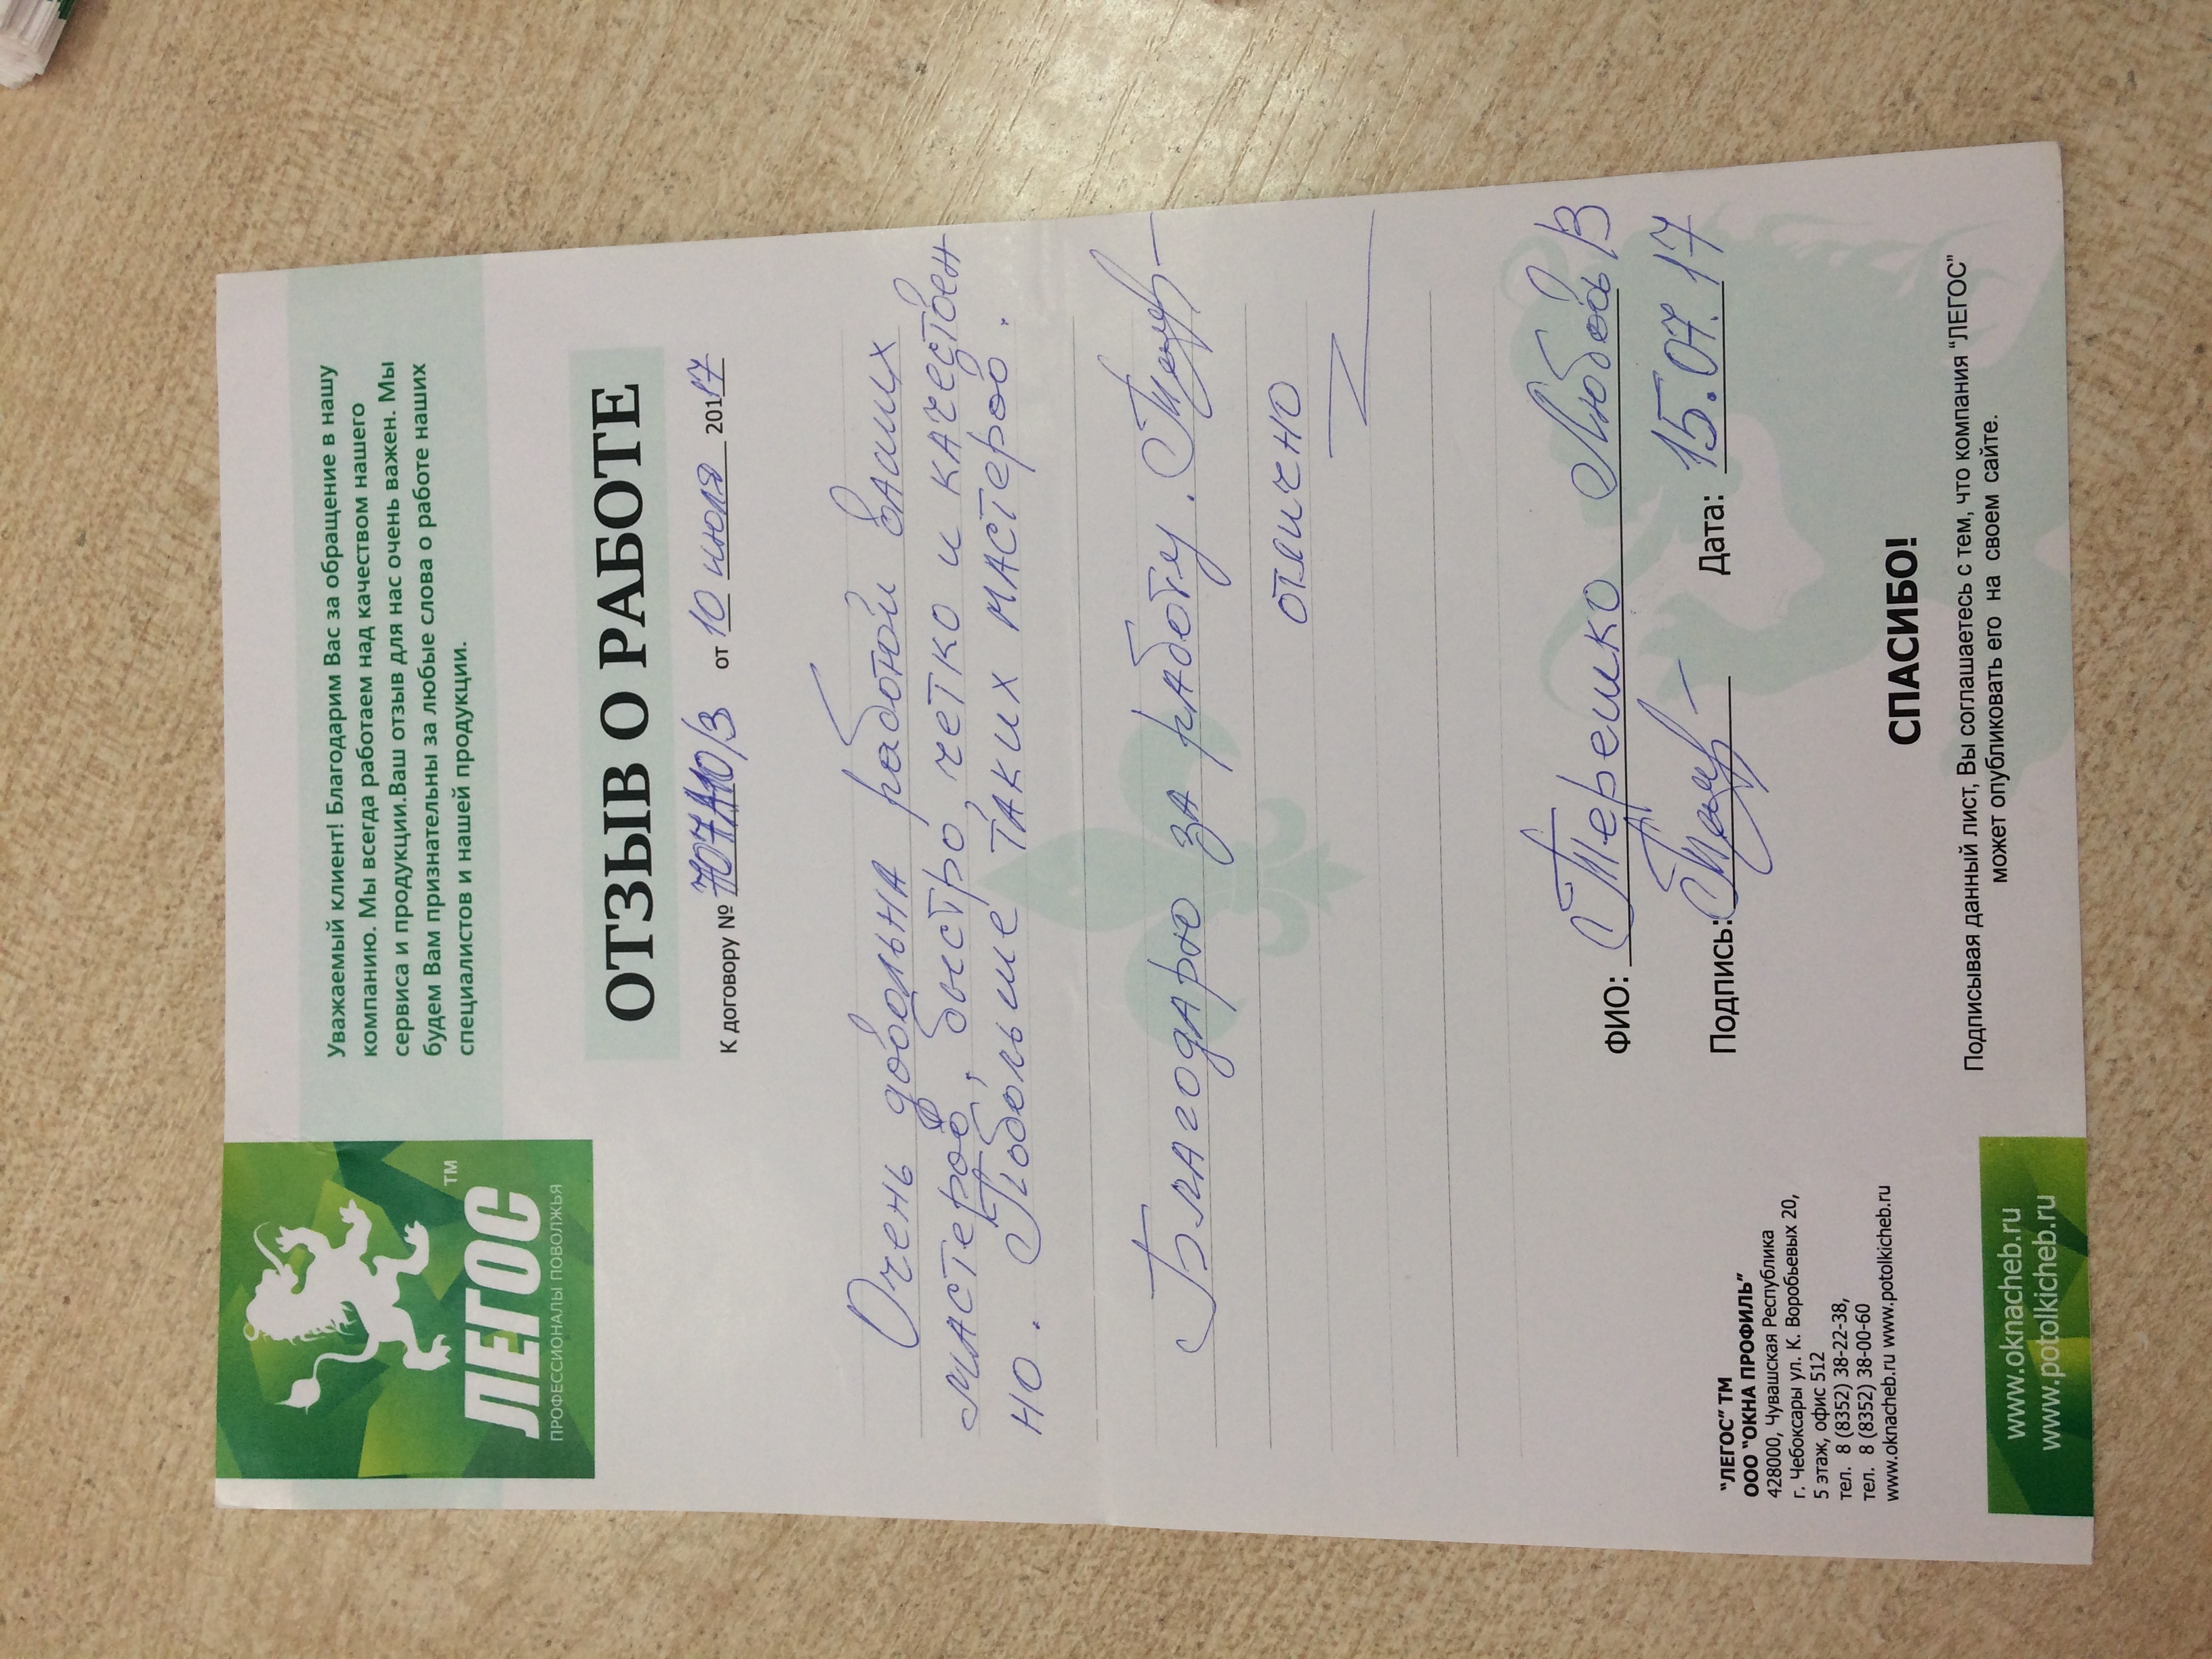 ЛЕГОС
TM
ПРОФЕССИОНАЛЫ ПОВОЛЖЬЯ
Уважаемый клиент! Благодарим Вас за обращение в нашу
компанию. Мы всегда работаем над качеством нашего
сервиса и продукции.Ваш отзыв для нас очень важен. Мы
будем Вам признательны за любые слова о работе наших
специалистов и нашей продукции.
ОТЗЫВ О РАБОТЕ
К договору № 707А10/3 от 10 июля 20117
Очень довольна работой ваших
мастеров, быстро, четко и качествен
но. Побольше таких мастеров.
Благодарю за работу.
отлично
ФИО: Терешко Любовь В
Подпись: Дата: 15.07.17
"ЛЕГОС" ТМ
ООО "ОКНА ПРОФИЛЬ"
428000, Чувашская Республика
г. Чебоксары ул. К. Воробьевых 20,
5 этаж, офис 512
тел. 8 (8352) 38-22-38,
тел. 8 (8352) 38-00-60
www.oknacheb.ru www.potolkicheb.ru
СПАСИБО!
Подписывая данный лист, Вы соглашаетесь с тем, что компания "ЛЕГОС"
может опубликовать его на своем сайте.
www.oknacheb.ru
www.potolkicheb.ru